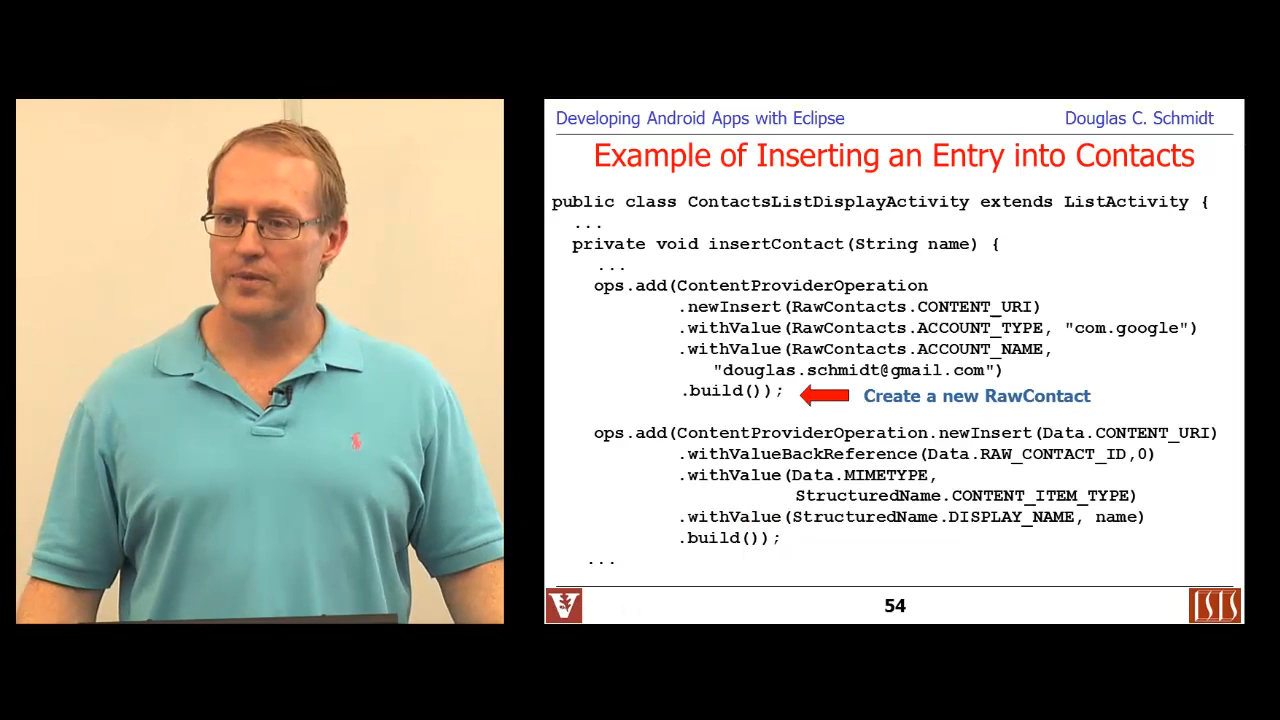 Developing Android Apps with Eclipse Douglas C. Schmidt
Example of Inserting an Entry into Contacts
public class ContactsListDisplayActivity extends ListActivity {
...
private void insertContact(String name) {
...
ops.add(ContentProviderOperation
.newInsert(RawContacts.CONTENT_URI)
.withValue(RawContacts.ACCOUNT_TYPE, "com.google")
.withValue(RawContacts.ACCOUNT_NAME,
"douglas.schmidt@gmail.com")
.build());
Create a new RawContact
ops.add(ContentProviderOperation.newInsert(Data.CONTENT_URI)
.withValueBackReference(Data.RAW_CONTACT_ID,0)
.withValue(Data.MIMETYPE,
StructuredName.CONTENT_ITEM_TYPE)
.withValue(StructuredName.DISPLAY_NAME, name)
.build());
...
V 54 ISIS